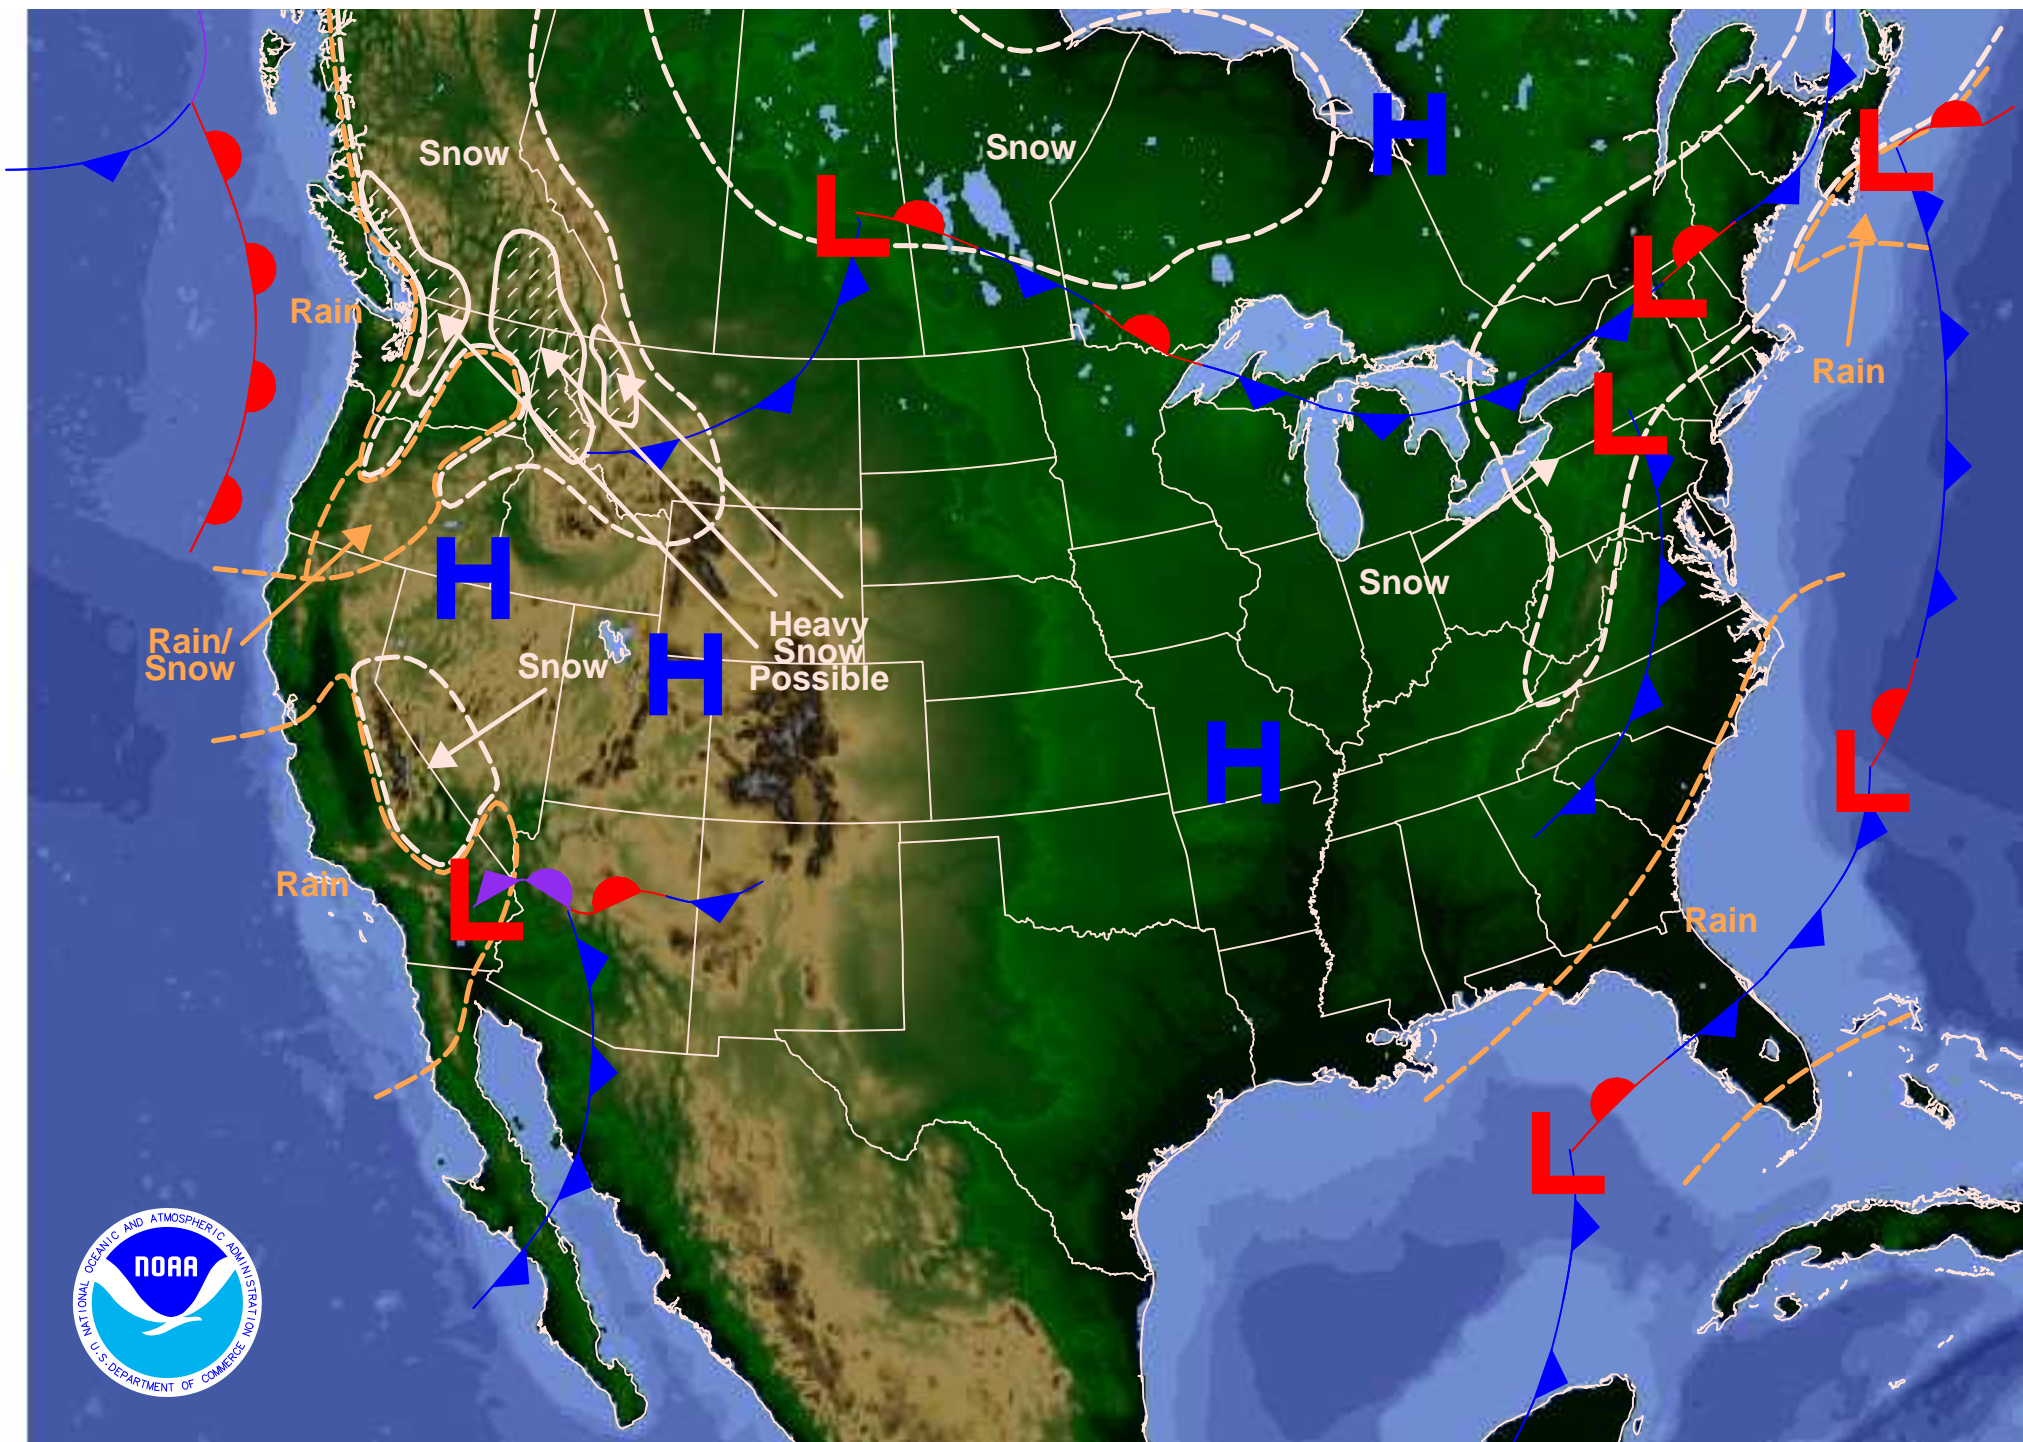 H
Snow
Snow
L
L
L
Rain
L
Rain
L
Snow
H
Rain/
Snow
Heavy
Snow
Possible
Snow
H
H
L
Rain
L
Rain
L
NOAA
NATIONAL OCEANIC AND ATMOSPHERIC ADMINISTRATION
U.S. DEPARTMENT OF COMMERCE